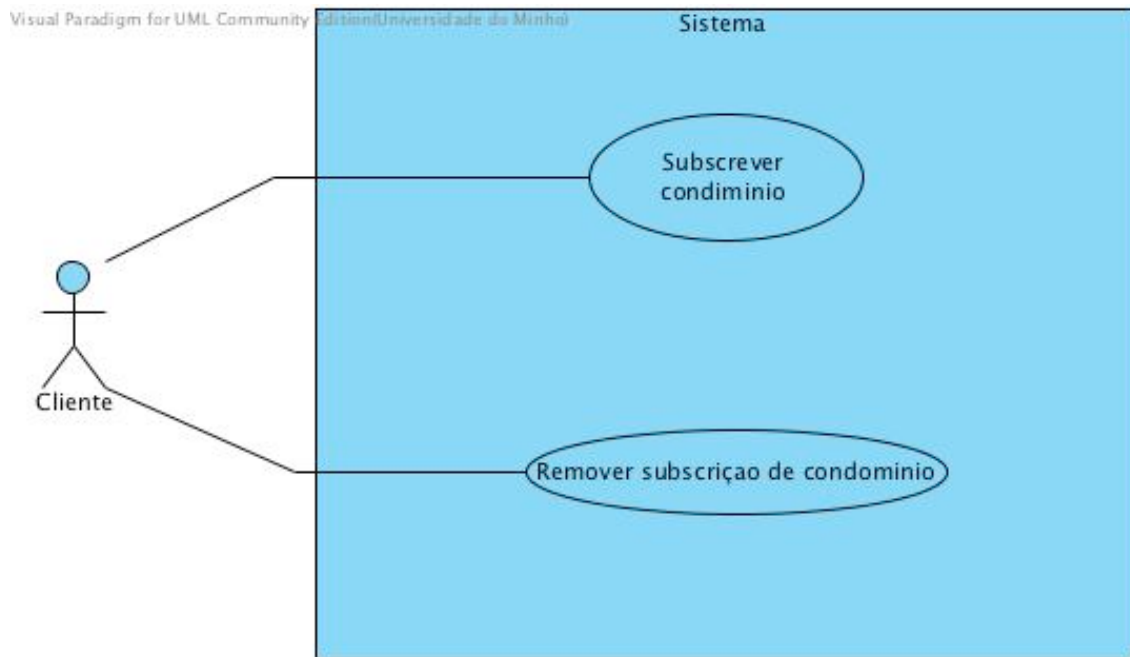 Visual Paradigm for UML Community Edition(Universidade do Minho)
Sistema
Subscrever
condiminio
Cliente
Remover subscriçao de condominio